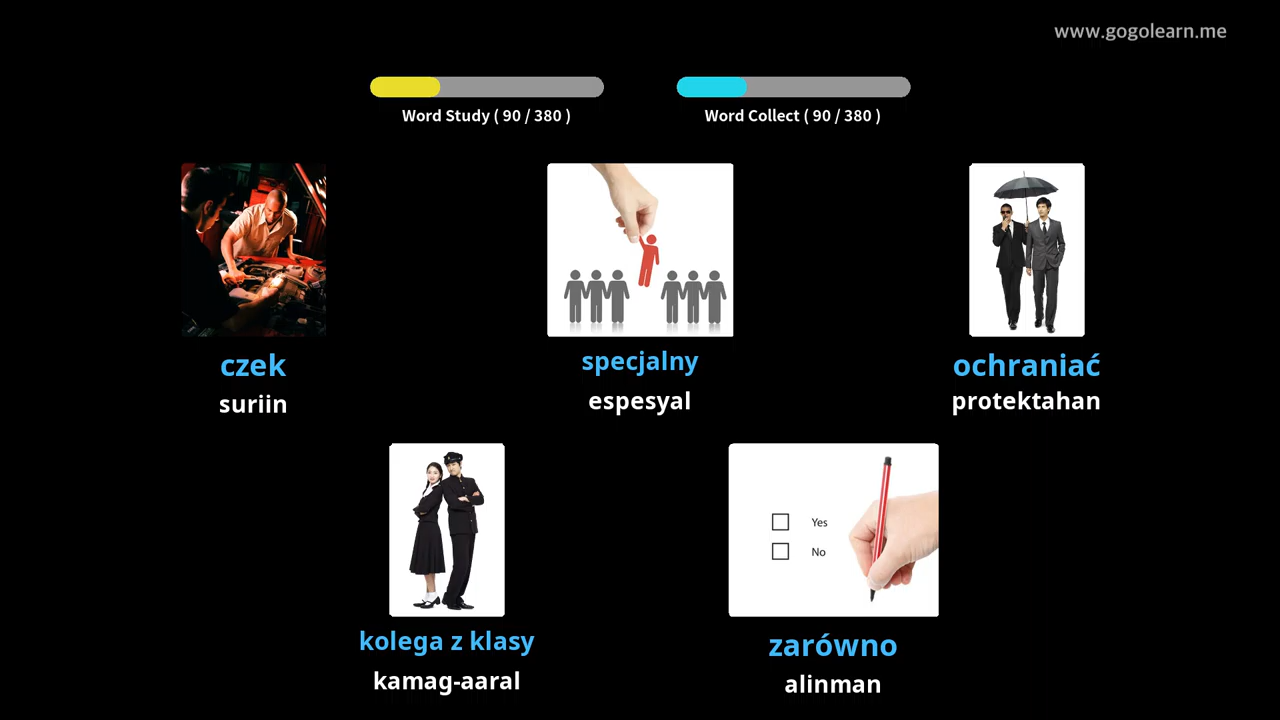 www.gogolearn.me
Word Study ( 90 / 380 )
Word Collect ( 90 / 380 )
czek
suriin
specjalny
espesyal
ochraniać
protektahan
kolega z klasy
kamag-aaral
Yes
No
zarówno
alinman